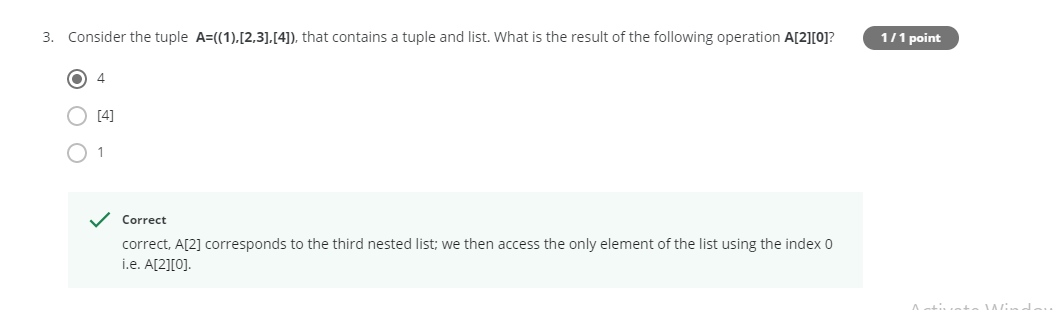 3. Consider the tuple A=((1),[2,3],[4]), that contains a tuple and list. What is the result of the following operation A[2][0]? 1 / 1 point
4
[4]
1
Correct
correct, A[2] corresponds to the third nested list; we then access the only element of the list using the index 0
i.e. A[2][0].
Activate Window